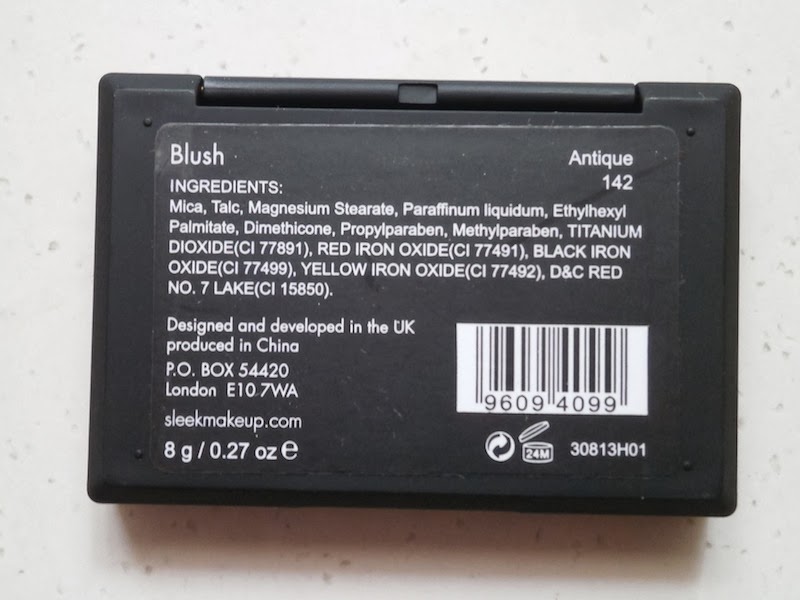 Blush
Antique
142
INGREDIENTS:
Mica, Talc, Magnesium Stearate, Paraffinum liquidum, Ethylhexyl
Palmitate, Dimethicone, Propylparaben, Methylparaben, TITANIUM
DIOXIDE(CI 77891), RED IRON OXIDE(CI 77491), BLACK IRON
OXIDE(CI 77499), YELLOW IRON OXIDE(CI 77492), D&C RED
NO. 7 LAKE(CI 15850).
Designed and developed in the UK
produced in China
P.O. BOX 54420
London E10 7WA
sleekmakeup.com
8 g / 0.27 oz e
9609 4099
24M
30813H01